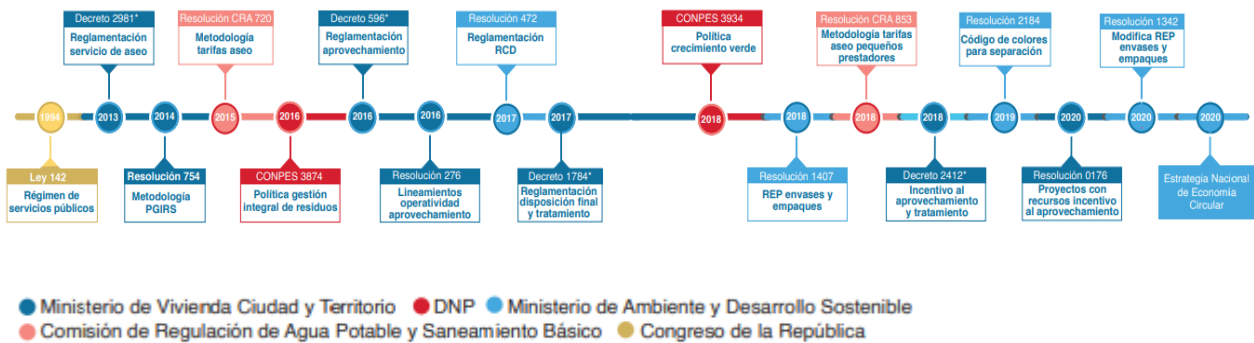 Decreto 2981*
Reglamentación
servicio de aseo
Resolución CRA 720
Metodología
tarifas aseo
Decreto 596*
Reglamentación
aprovechamiento
Resolución 472
Reglamentación
RCD
CONPES 3934
Política
crecimiento verde
Resolución CRA 853
Metodología tarifas
aseo pequeños
prestadores
Resolución 2184
Código de colores
para separación
Resolución 1342
Modifica REP
envases y
empaques
1994
2013
2014
2015
2016
2016
2016
2017
2017
2018
2018
2018
2018
2019
2020
2020
2020
Ley 142
Régimen de
servicios públicos
Resolución 754
Metodología
PGIRS
CONPES 3874
Política gestión
integral de residuos
Resolución 276
Lineamientos
operatividad
aprovechamiento
Decreto 1784*
Reglamentación
disposición final
y tratamiento
Resolución 1407
REP envases y
empaques
Decreto 2412*
Incentivo al
aprovechamiento
y tratamiento
Resolución 0176
Proyectos con
recursos incentivo
al aprovechamiento
Estrategia Nacional
de Economía
Circular
Ministerio de Vivienda Ciudad y Territorio DNP Ministerio de Ambiente y Desarrollo Sostenible
Comisión de Regulación de Agua Potable y Saneamiento Básico Congreso de la República